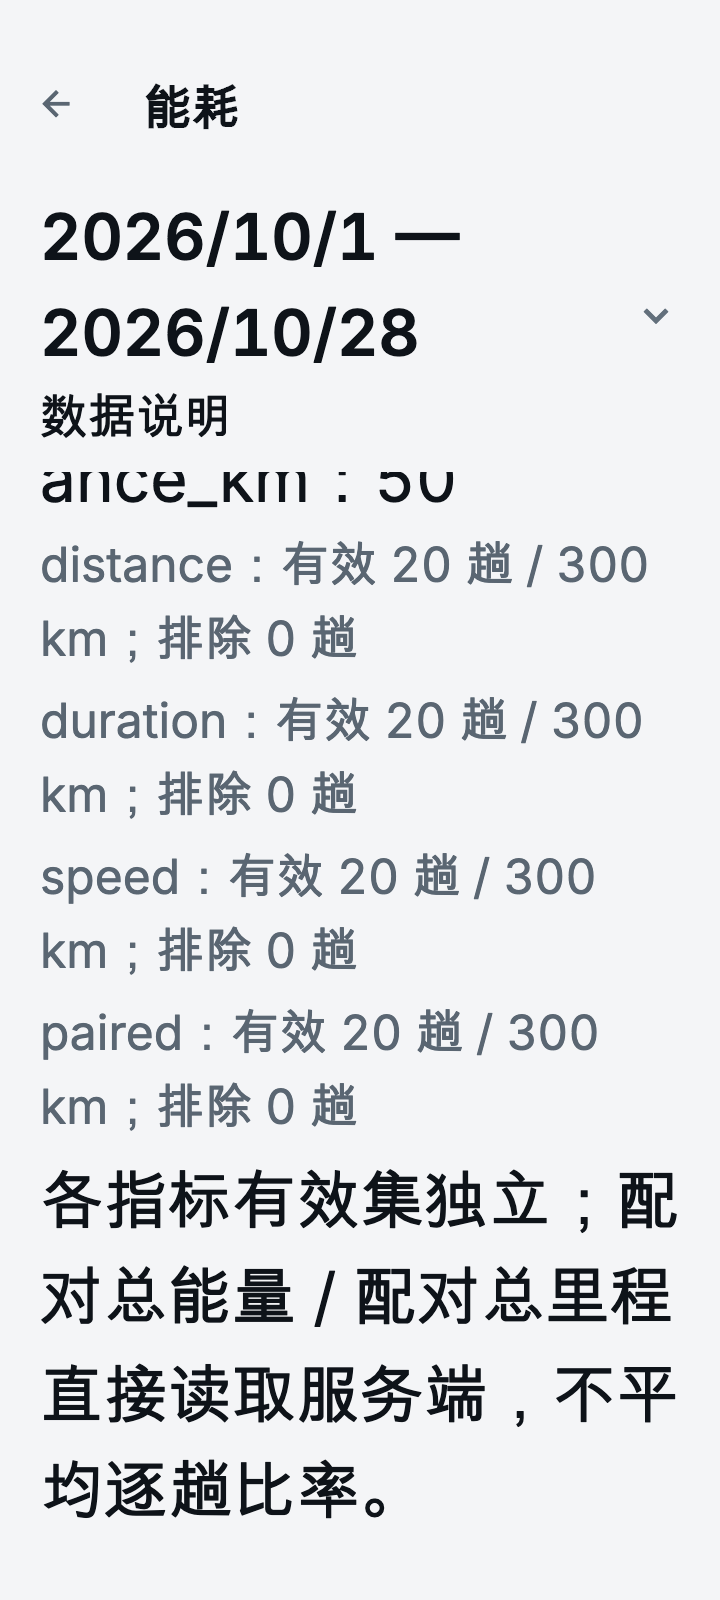 能耗
2026/10/1 —
2026/10/28
数据说明
ance_km：50
distance：有效 20 趟 / 300
km；排除 0 趟
duration：有效 20 趟 / 300
km；排除 0 趟
speed：有效 20 趟 / 300
km；排除 0 趟
paired：有效 20 趟 / 300
km；排除 0 趟
各指标有效集独立；配
对总能量 / 配对总里程
直接读取服务端，不平
均逐趟比率。